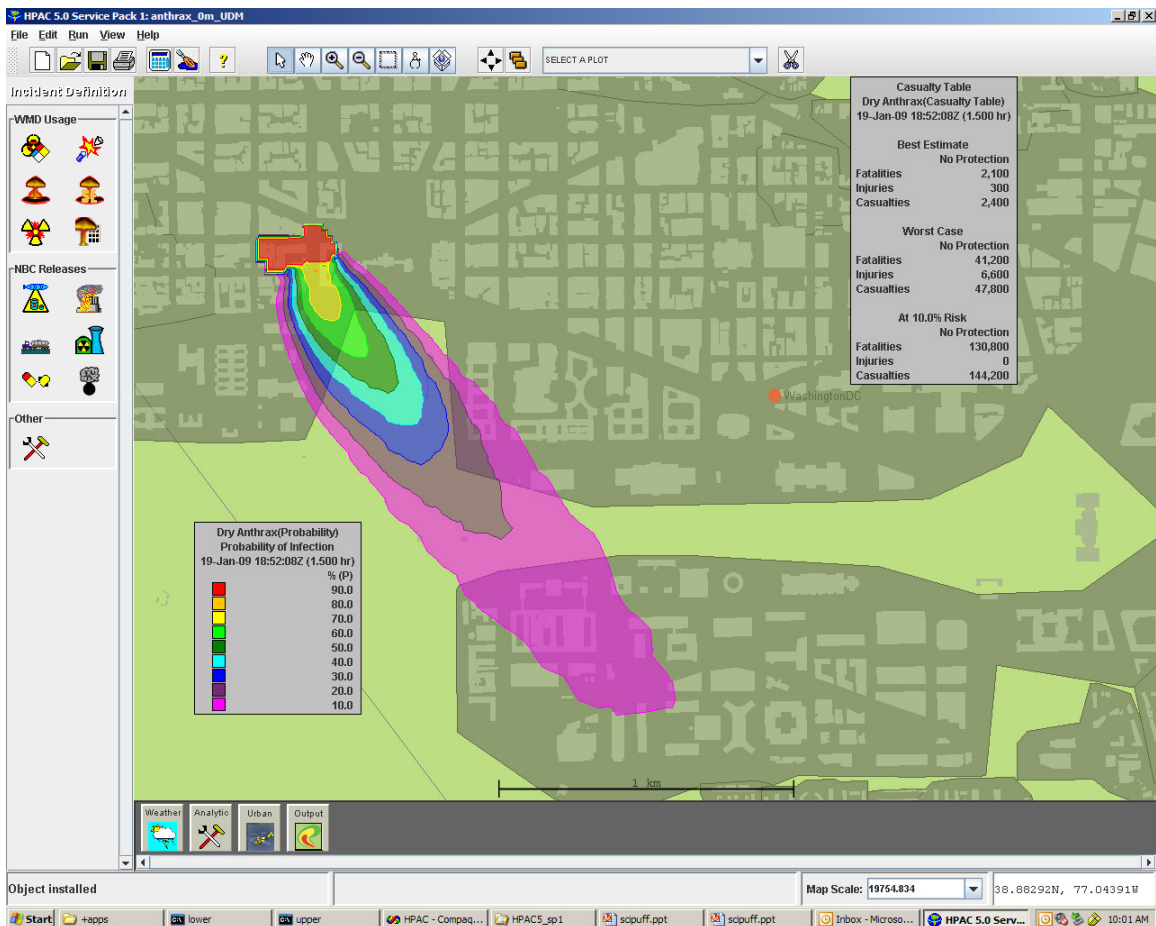 HPAC 5.0 Service Pack 1: anthrax_0m_UDM
File Edit Run View Help
SELECT A PLOT
Incident Definition
WMD Usage
NBC Releases
Other
Casualty Table
Dry Anthrax(Casualty Table)
19-Jan-09 18:52:08Z (1.500 hr)
Best Estimate
No Protection
Fatalities 2,100
Injuries 300
Casualties 2,400
Worst Case
No Protection
Fatalities 41,200
Injuries 6,600
Casualties 47,800
At 10.0% Risk
No Protection
Fatalities 130,800
Injuries 0
Casualties 144,200
WashingtonDC
Dry Anthrax(Probability)
Probability of Infection
19-Jan-09 18:52:08Z (1.500 hr)
% (P)
90.0
80.0
70.0
60.0
50.0
40.0
30.0
20.0
10.0
1 km
Weather Analytic Urban Output
Object installed
Map Scale: 19754.834
38.88292N, 77.04391W
Start +apps lower upper HPAC - Compaq... HPAC5_sp1 scipuff.ppt scipuff.ppt Inbox - Microso... HPAC 5.0 Serv... 10:01 AM